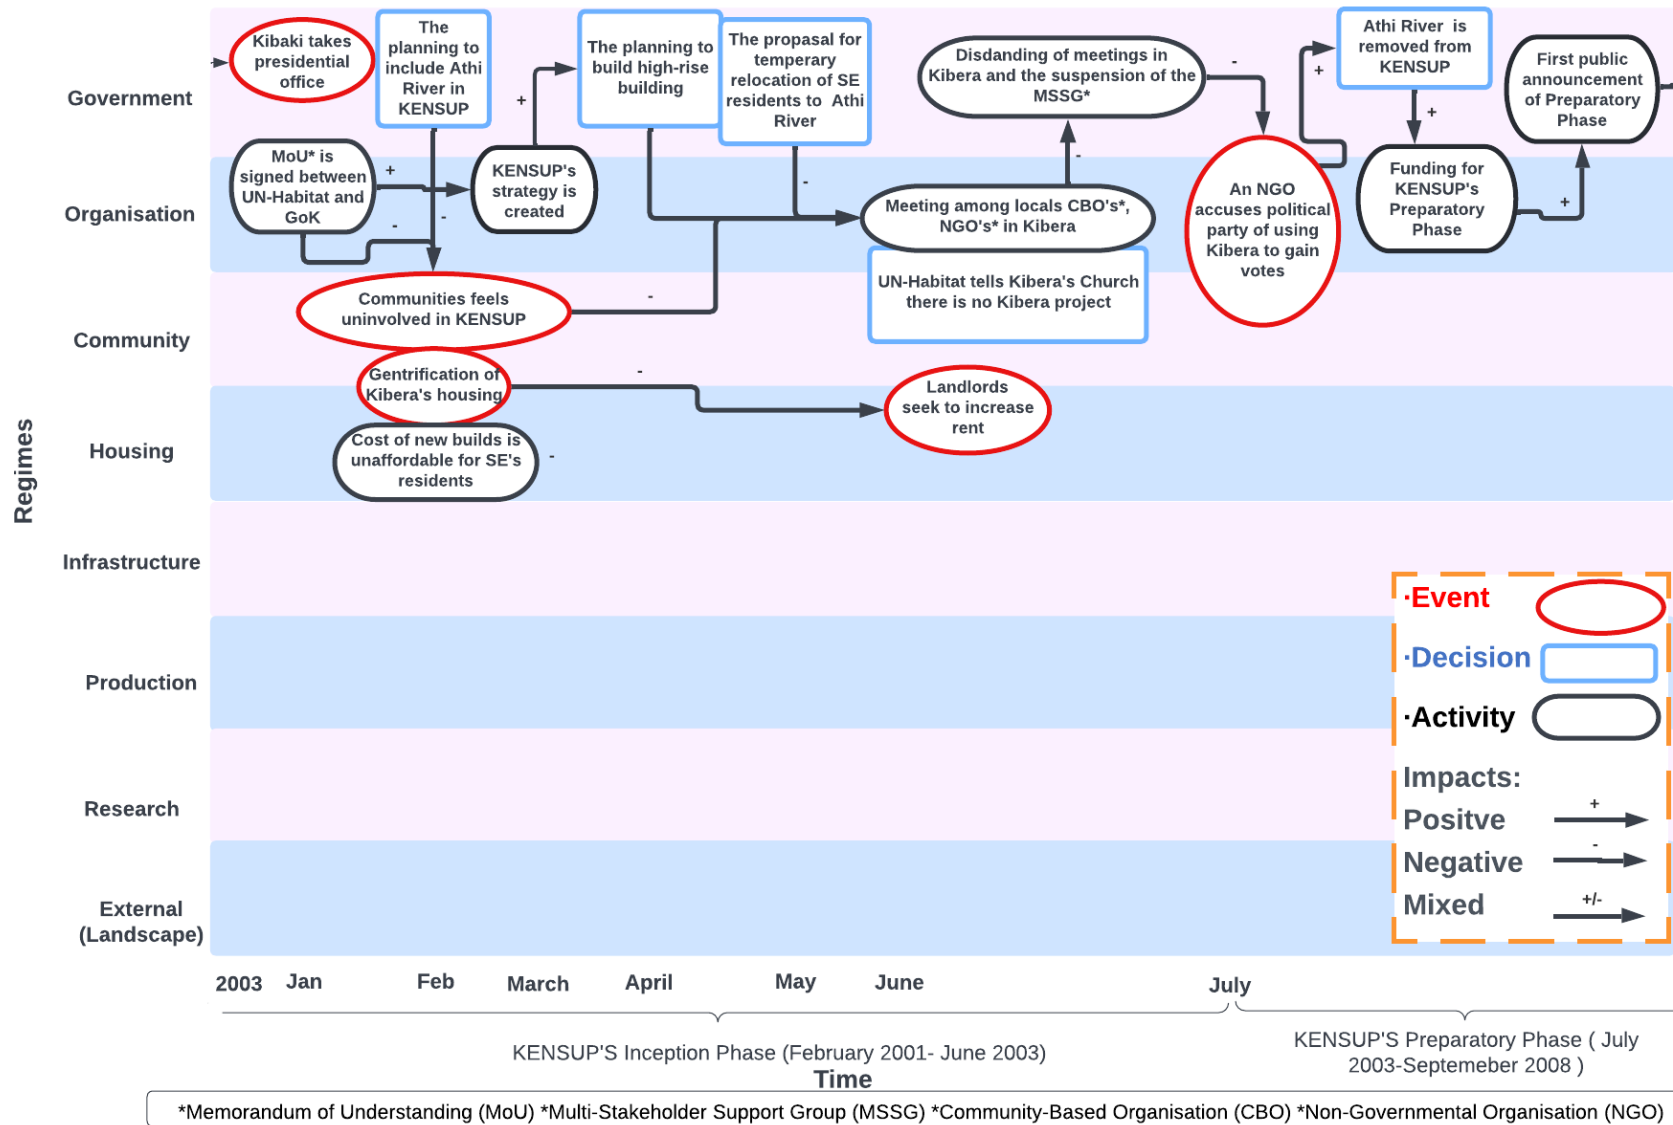 Kibaki takes
presidential
office
The
planning to
include Athi
River in
KENSUP
The planning to
build high-rise
building
The propasal for
temperary
relocation of SE
residents to Athi
River
Disdanding of meetings in
Kibera and the suspension of the
MSSG*
Athi River is
removed from
KENSUP
First public
announcement
of Preparatory
Phase
Government
+
-
+
+
MoU* is
signed between
UN-Habitat and
GoK
+
-
-
KENSUP's
strategy is
created
-
-
Meeting among locals CBO's*,
NGO's* in Kibera
An NGO
accuses political
party of using
Kibera to gain
votes
Funding for
KENSUP's
Preparatory
Phase
+
Organisation
UN-Habitat tells Kibera's Church
there is no Kibera project
Communities feels
uninvolved in KENSUP
-
Community
Gentrification of
Kibera's housing
-
Landlords
seek to increase
rent
Cost of new builds is
unaffordable for SE's
residents
-
Housing
Regimes
Infrastructure
Production
Research
External
(Landscape)
·Event
·Decision
·Activity
Impacts:
Positve
+
Negative
-
Mixed
+/-
2003 Jan Feb March April May June July
KENSUP'S Inception Phase (February 2001- June 2003)
KENSUP'S Preparatory Phase ( July
2003-Septemeber 2008 )
Time
*Memorandum of Understanding (MoU) *Multi-Stakeholder Support Group (MSSG) *Community-Based Organisation (CBO) *Non-Governmental Organisation (NGO)